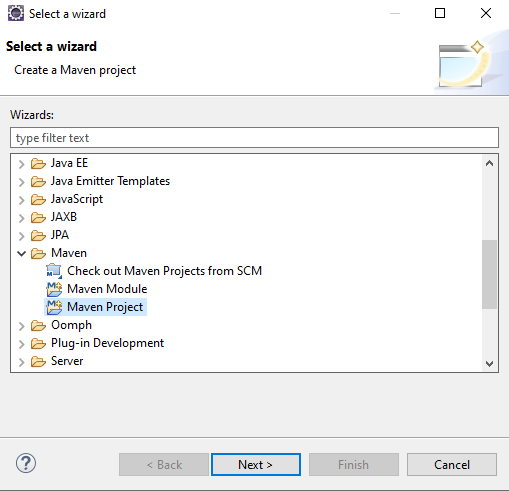 Select a wizard
Select a wizard
Create a Maven project
Wizards:
type filter text
Java EE
Java Emitter Templates
JavaScript
JAXB
JPA
Maven
Check out Maven Projects from SCM
Maven Module
Maven Project
Oomph
Plug-in Development
Server
?
< Back Next > Finish Cancel